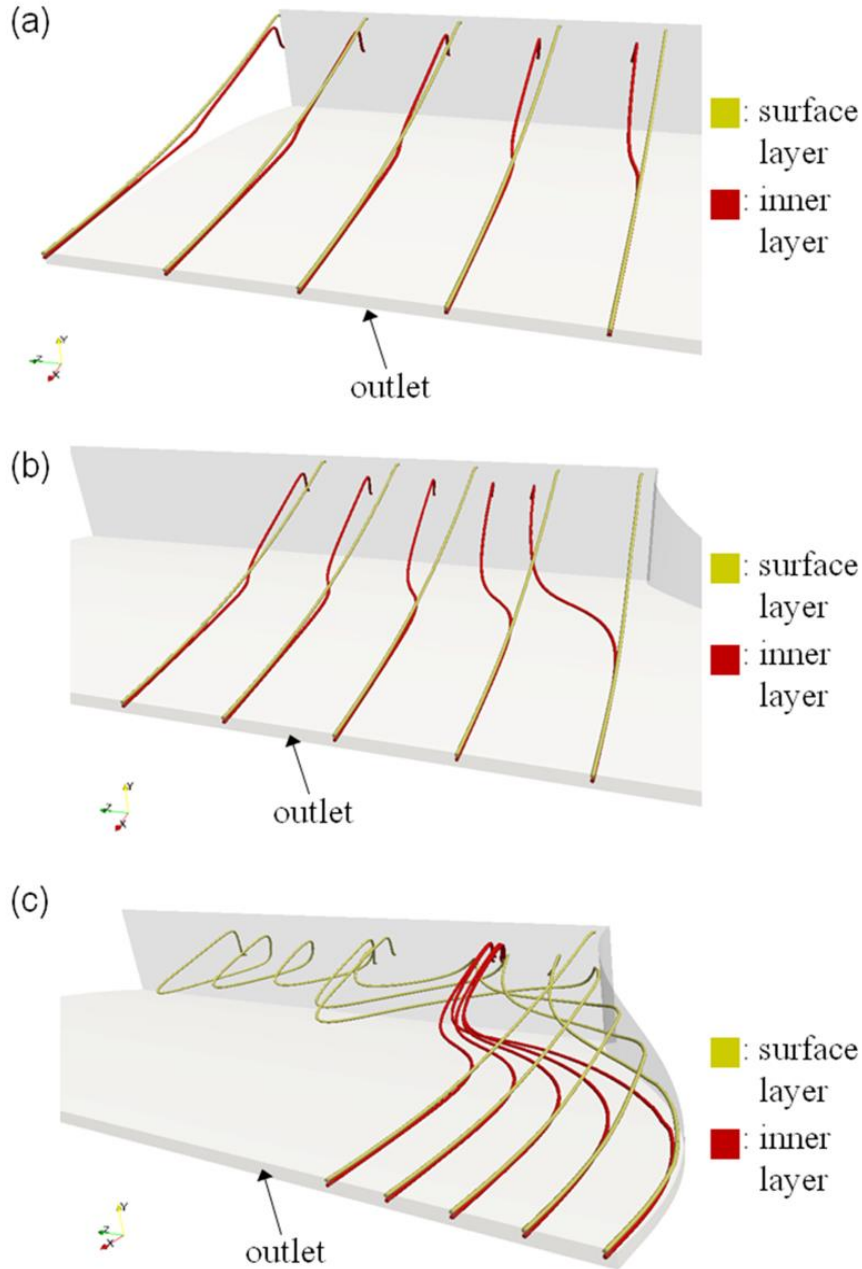 (a)
: surface
layer
: inner
layer
Y
Z
X
outlet
(b)
: surface
layer
: inner
layer
Y
Z
X
outlet
(c)
: surface
layer
: inner
layer
Y
Z
X
outlet